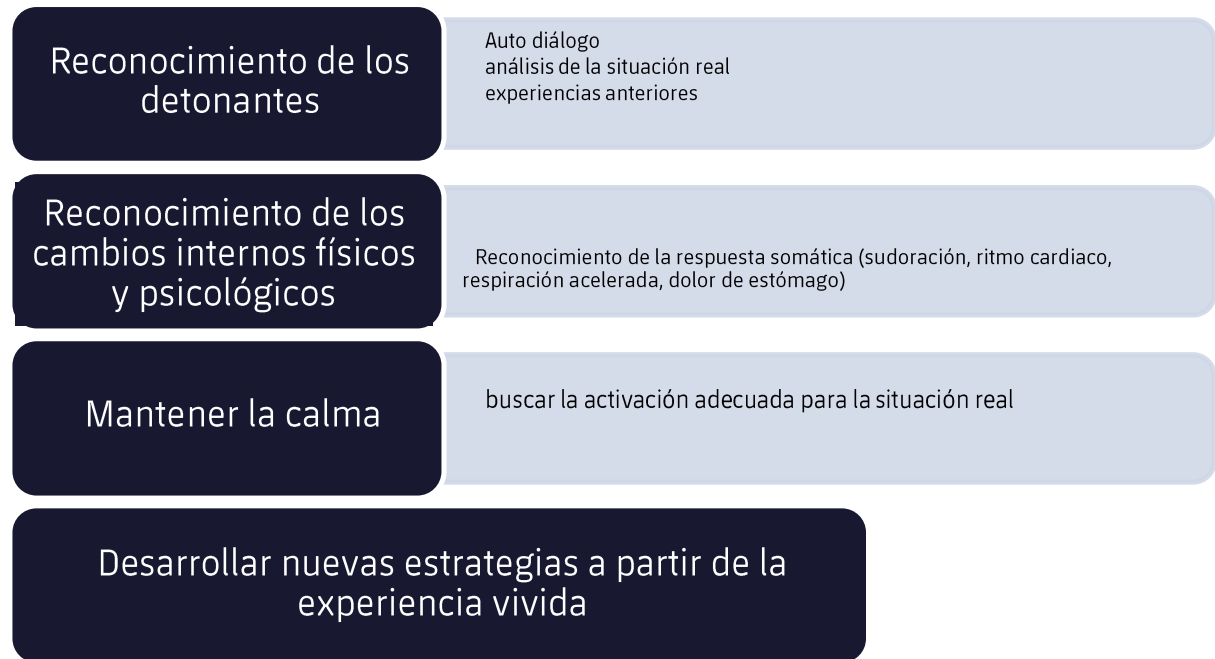 Reconocimiento de los
detonantes
Auto diálogo
análisis de la situación real
experiencias anteriores
Reconocimiento de los
cambios internos físicos
y psicológicos
Reconocimiento de la respuesta somática (sudoración, ritmo cardiaco,
respiración acelerada, dolor de estómago)
Mantener la calma
buscar la activación adecuada para la situación real
Desarrollar nuevas estrategias a partir de la
experiencia vivida